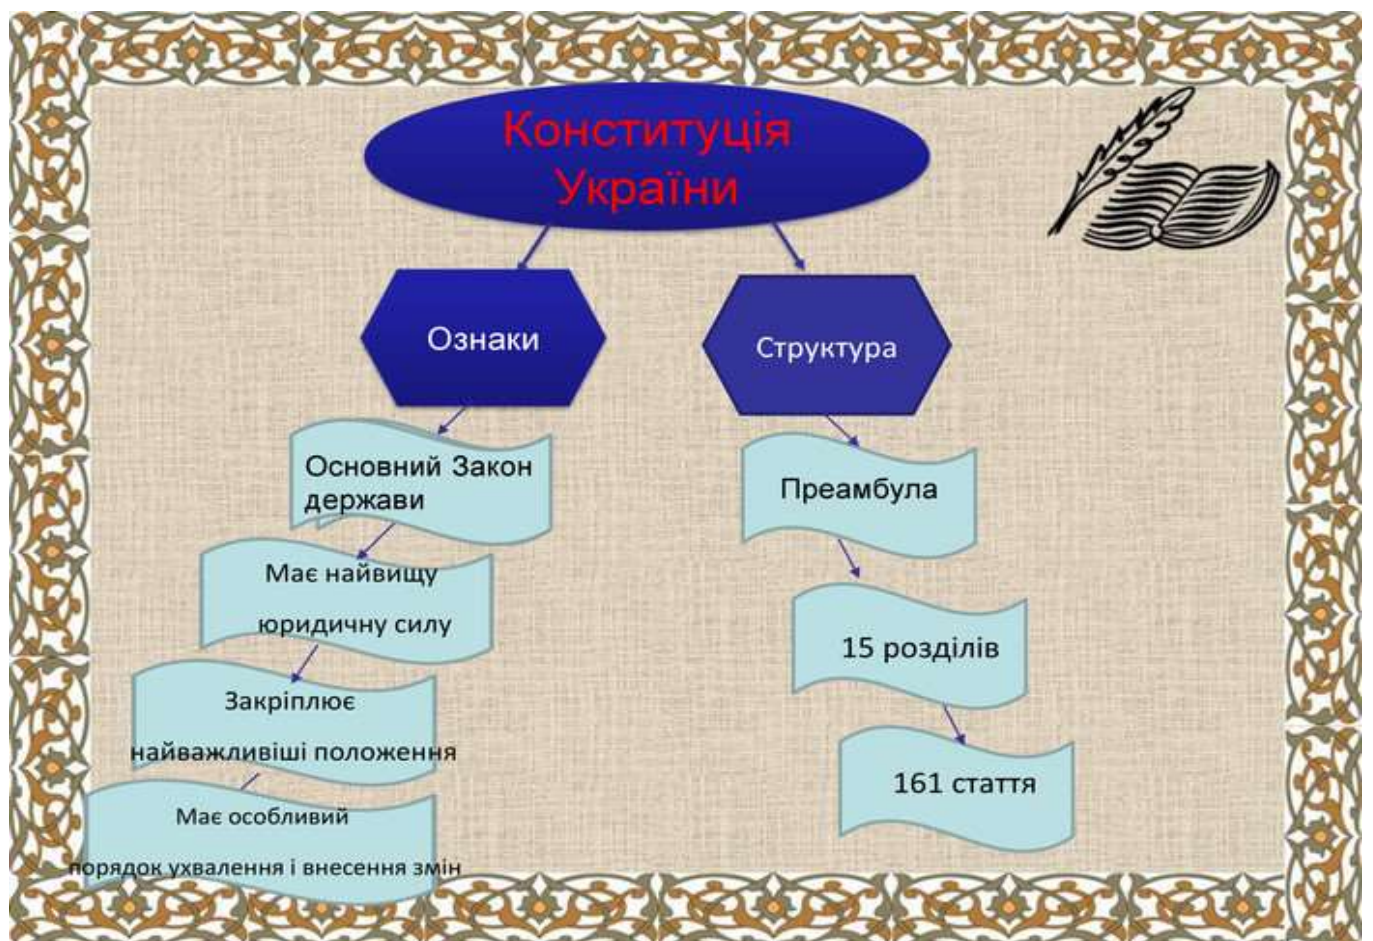 Конституція
України
Ознаки
Структура
Основний Закон
держави
Преамбула
Має найвищу
юридичну силу
15 розділів
Закріплює
найважливіші положення
161 стаття
Має особливий
порядок ухвалення і внесення змін